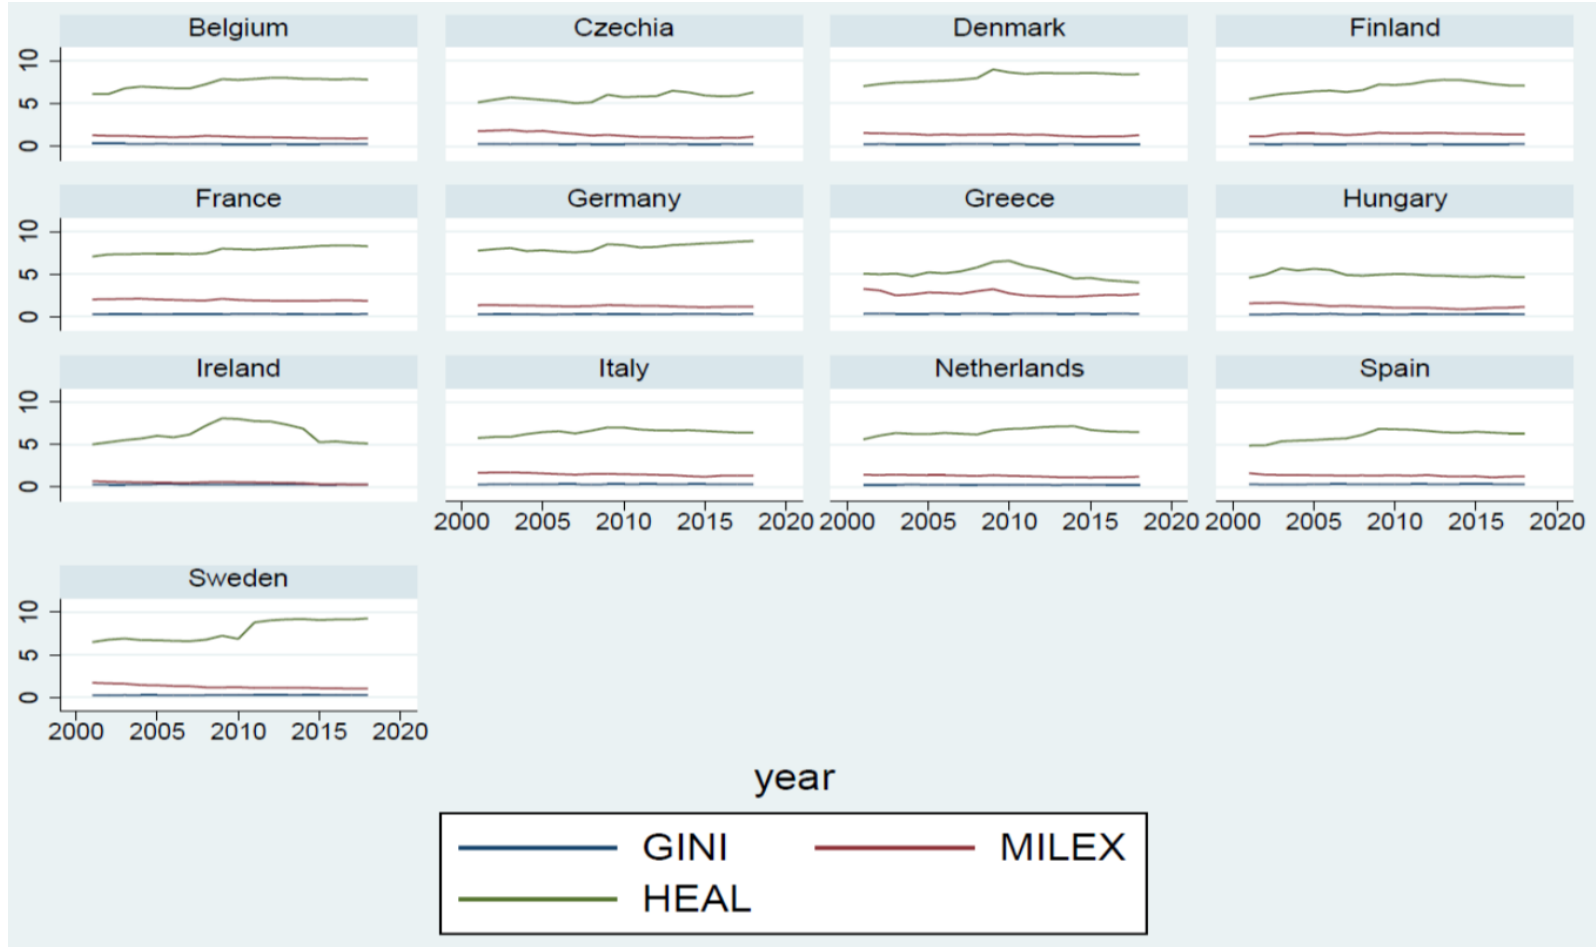 Belgium Czechia Denmark Finland
10
5
0
France Germany Greece Hungary
10
5
0
Ireland Italy Netherlands Spain
10
5
0
2000 2005 2010 2015 2020 2000 2005 2010 2015 2020 2000 2005 2010 2015 2020
Sweden
10
5
0
2000 2005 2010 2015 2020
year
GINI MILEX
HEAL